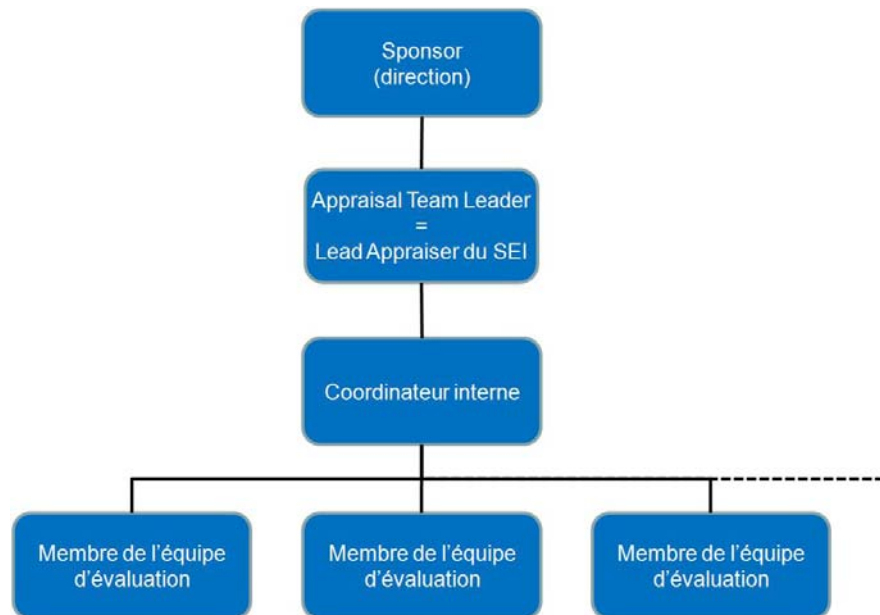 Sponsor
(direction)
Appraisal Team Leader
=
Lead Appraiser du SEI
Coordinateur interne
Membre de l'équipe
d'évaluation
Membre de l'équipe
d'évaluation
Membre de l'équipe
d'évaluation